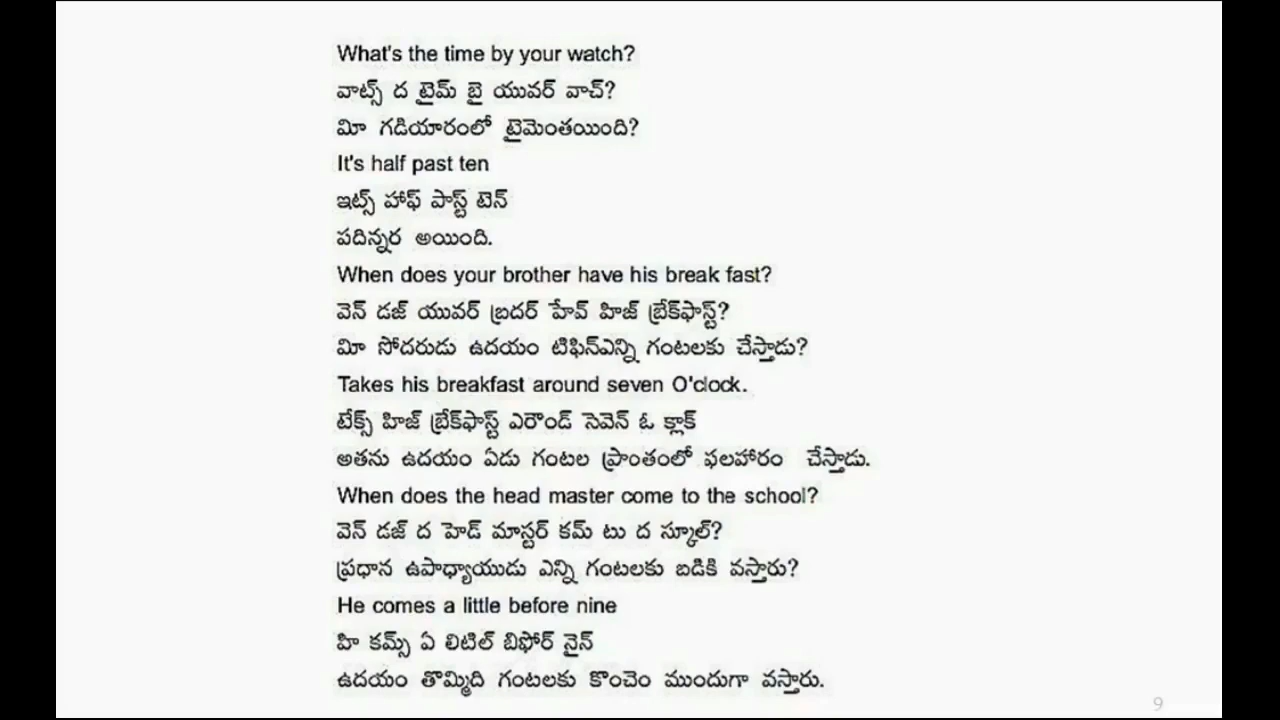 What's the time by your watch?
వాట్స్ ద టైమ్ బై యువర్ వాచ్?
మీ గడియారంలో టైమెంతయింది?
It's half past ten
ఇట్స్ హాఫ్ పాస్ట్ టెన్
పదిన్నర అయింది.
When does your brother have his break fast?
వెన్ డజ్ యువర్ బ్రదర్ హేవ్ హిజ్ బ్రేక్‌ఫాస్ట్?
మీ సోదరుడు ఉదయం టిఫిన్ఎన్ని గంటలకు చేస్తాడు?
Takes his breakfast around seven O'clock.
టేక్స్ హిజ్ బ్రేక్‌ఫాస్ట్ ఎరౌండ్ సెవెన్ ఓ క్లాక్
అతను ఉదయం ఏడు గంటల ప్రాంతంలో ఫలహారం చేస్తాడు.
When does the head master come to the school?
వెన్ డజ్ ద హెడ్ మాస్టర్ కమ్ టు ద స్కూల్?
ప్రధాన ఉపాధ్యాయుడు ఎన్ని గంటలకు బడికి వస్తారు?
He comes a little before nine
హి కమ్స్ ఏ లిటిల్ బిఫోర్ నైన్
ఉదయం తొమ్మిది గంటలకు కొంచెం ముందుగా వస్తారు.
9